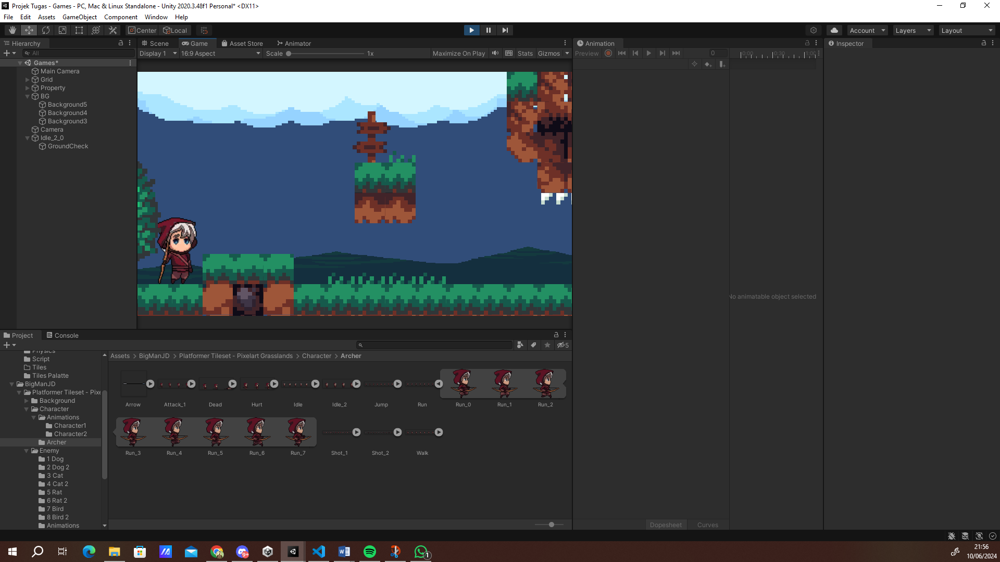 Projek Tugas - Games - PC, Mac & Linux Standalone - Unity 2020.3.48f1 Personal* <DX11>
File Edit Assets GameObject Component Window Help
Center Local Account Layers Layout
Hierarchy
All
Games*
Main Camera
Grid
Property
BG
Background5
Background4
Background3
Camera
Idle_2_0
GroundCheck
Scene Game Asset Store Animator
Display 1 16:9 Aspect Scale 1x Maximize On Play Stats Gizmos
Animation
Preview 0 0:00 0:30 1:00
No animatable object selected
Dopesheet Curves
Inspector
Project Console
5
Physics
Script
Tiles
Tiles Palatte
BigManJD
Platformer Tileset - Pixe
Background
Character
Animations
Character1
Character2
Archer
Enemy
1 Dog
2 Dog 2
3 Cat
4 Cat 2
5 Rat
6 Rat 2
7 Bird
8 Bird 2
Animations
Assets > BigManJD > Platformer Tileset - Pixelart Grasslands > Character > Archer
Arrow Attack_1 Dead Hurt Idle Idle_2 Jump Run Run_0 Run_1 Run_2
Run_3 Run_4 Run_5 Run_6 Run_7 Shot_1 Shot_2 Walk
9+
1
21:56
10/06/2024